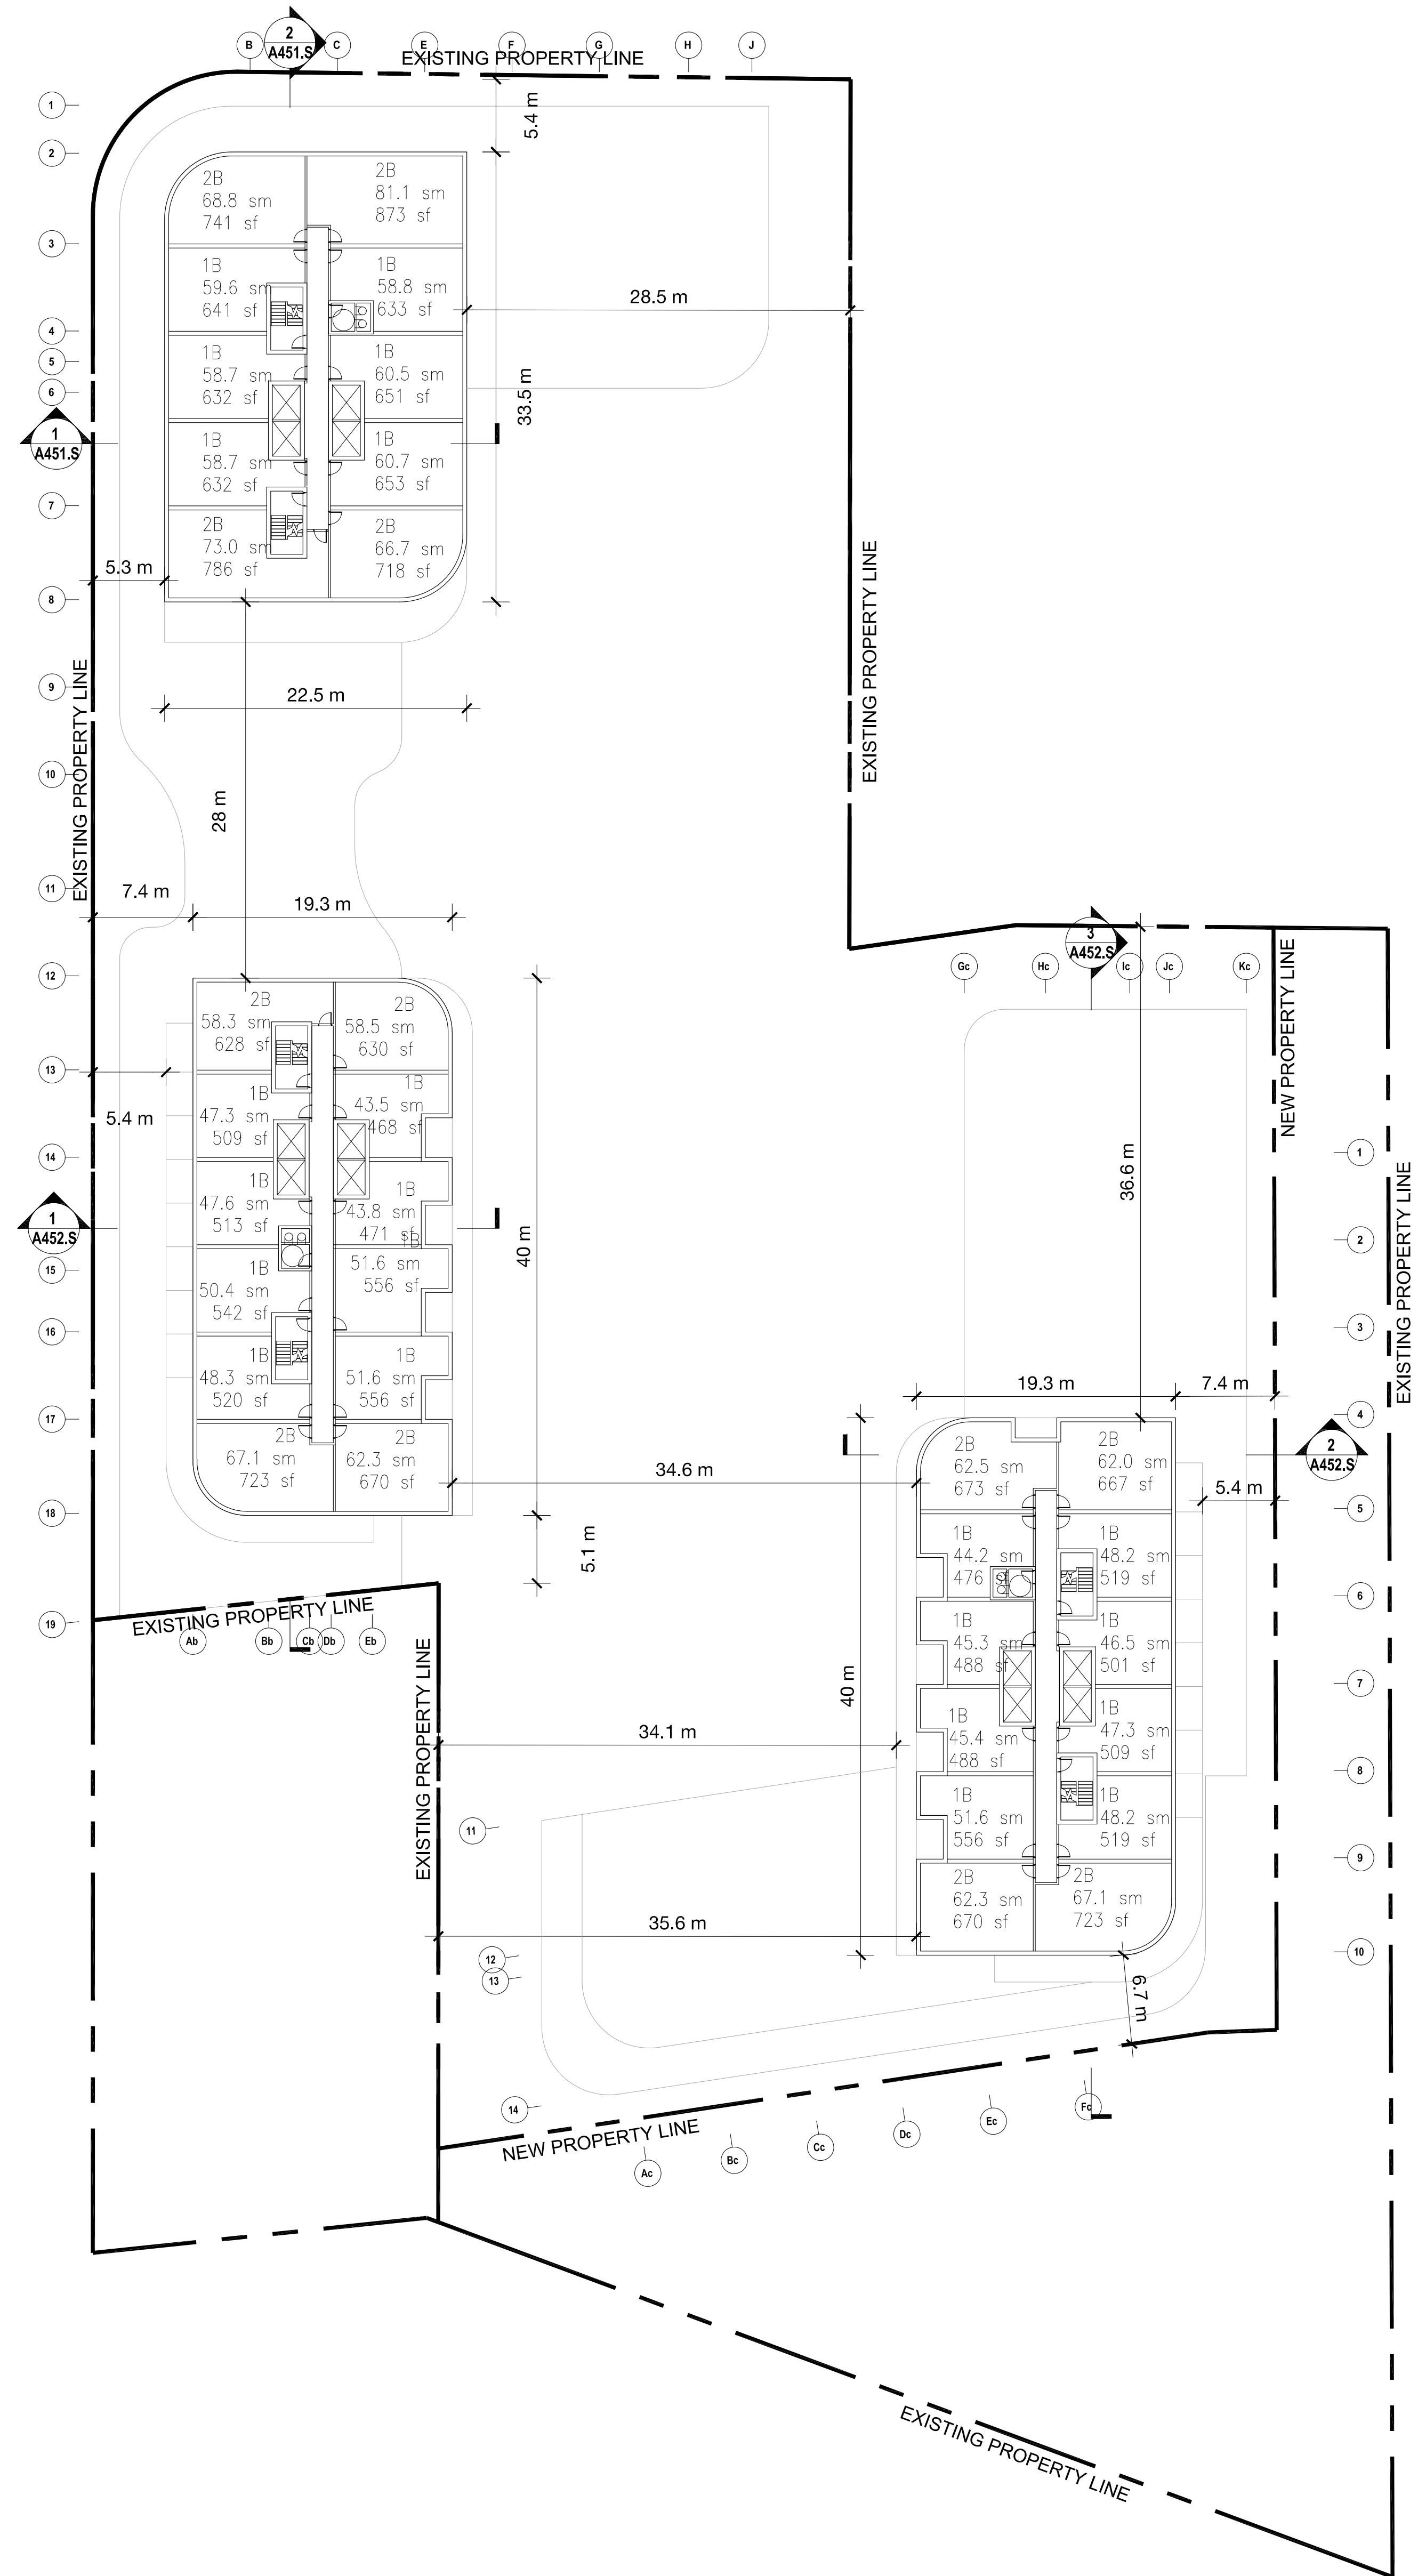 2
A451.S
B
C
E
F
G
H
J
EXISTING PROPERTY LINE
1
2
3
4
5
6
7
8
9
10
11
12
13
14
15
16
17
18
19
5.4 m
2B
68.8 sm
741 sf
2B
81.1 sm
873 sf
1B
59.6 sm
641 sf
1B
58.8 sm
633 sf
28.5 m
1B
58.7 sm
632 sf
1B
60.5 sm
651 sf
33.5 m
1
A451.S
1B
58.7 sm
632 sf
1B
60.7 sm
653 sf
2B
73.0 sm
786 sf
2B
66.7 sm
718 sf
5.3 m
EXISTING PROPERTY LINE
EXISTING PROPERTY LINE
22.5 m
28 m
7.4 m
19.3 m
3
A452.S
Gc
Hc
Ic
Jc
Kc
NEW PROPERTY LINE
2B
58.3 sm
628 sf
2B
58.5 sm
630 sf
5.4 m
1B
47.3 sm
509 sf
1B
43.5 sm
468 sf
1B
47.6 sm
513 sf
1B
43.8 sm
471 sf
1
A452.S
1B
50.4 sm
542 sf
1B
51.6 sm
556 sf
40 m
1B
48.3 sm
520 sf
1B
51.6 sm
556 sf
2B
67.1 sm
723 sf
2B
62.3 sm
670 sf
36.6 m
EXISTING PROPERTY LINE
1
2
3
4
5
6
7
8
9
10
19.3 m
7.4 m
2
A452.S
34.6 m
5.4 m
5.1 m
2B
62.5 sm
673 sf
2B
62.0 sm
667 sf
1B
44.2 sm
476 sf
1B
48.2 sm
519 sf
EXISTING PROPERTY LINE
Ab
Bb
Cb
Db
Eb
1B
45.3 sm
488 sf
1B
46.5 sm
501 sf
40 m
EXISTING PROPERTY LINE
34.1 m
1B
45.4 sm
488 sf
1B
47.3 sm
509 sf
1B
51.6 sm
556 sf
1B
48.2 sm
519 sf
11
2B
62.3 sm
670 sf
2B
67.1 sm
723 sf
35.6 m
12
13
6.7 m
14
NEW PROPERTY LINE
Ac
Bc
Cc
Dc
Ec
Fc
EXISTING PROPERTY LINE